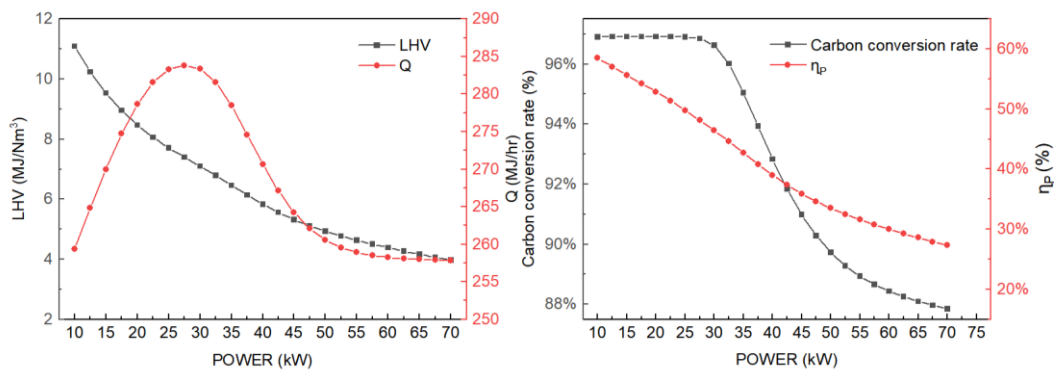 12
10
8
6
4
2
LHV (MJ/Nm³)
10 15 20 25 30 35 40 45 50 55 60 65 70
POWER (kW)
LHV
Q
290
285
280
275
270
265
260
255
250
Q (MJ/hr)
Carbon conversion rate (%)
96%
94%
92%
90%
88%
10 15 20 25 30 35 40 45 50 55 60 65 70 75
POWER (kW)
Carbon conversion rate
ηP
60%
50%
40%
30%
20%
ηP (%)